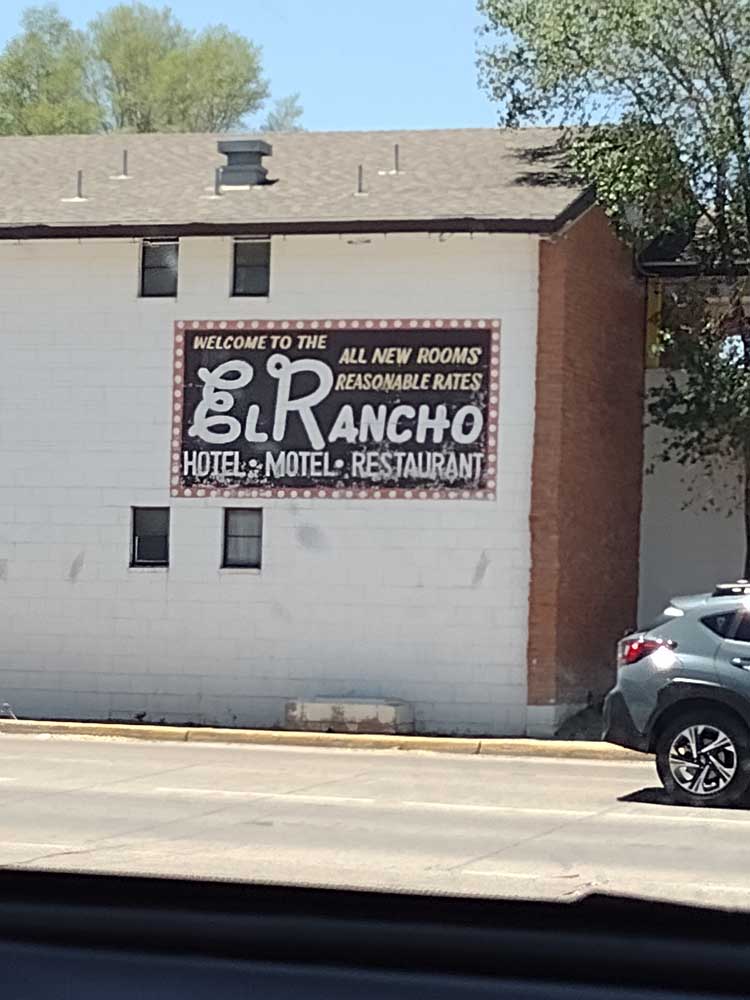 WELCOME TO THE
ALL NEW ROOMS
REASONABLE RATES
EL RANCHO
HOTEL • MOTEL • RESTAURANT